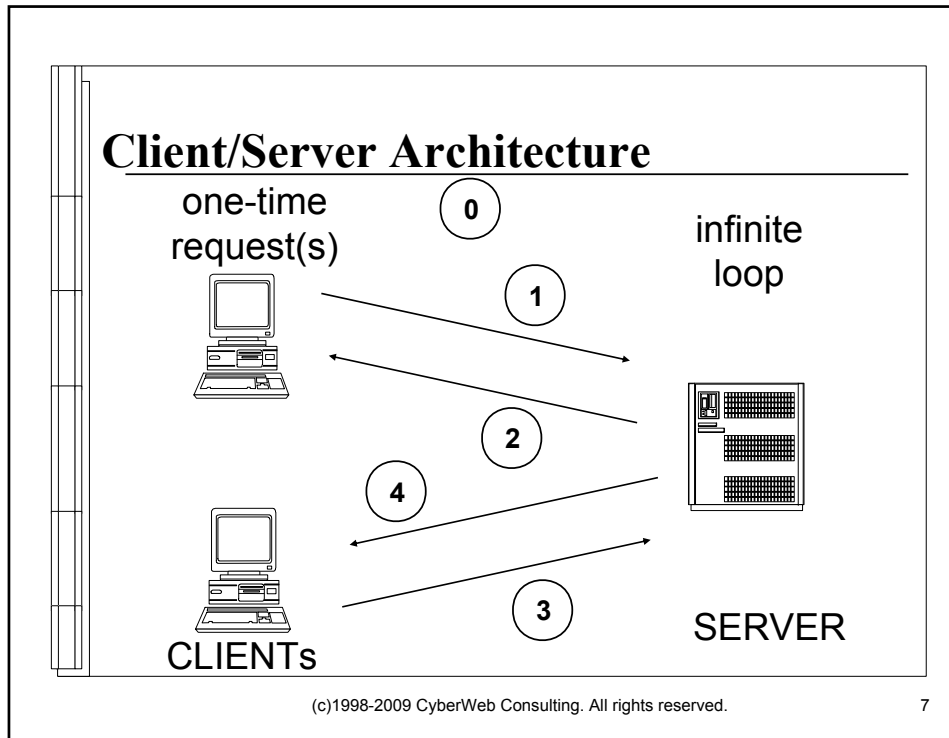 Client/Server Architecture
one-time
request(s)
0
infinite
loop
1
2
4
3
CLIENTs
SERVER
(c)1998-2009 CyberWeb Consulting. All rights reserved.
7